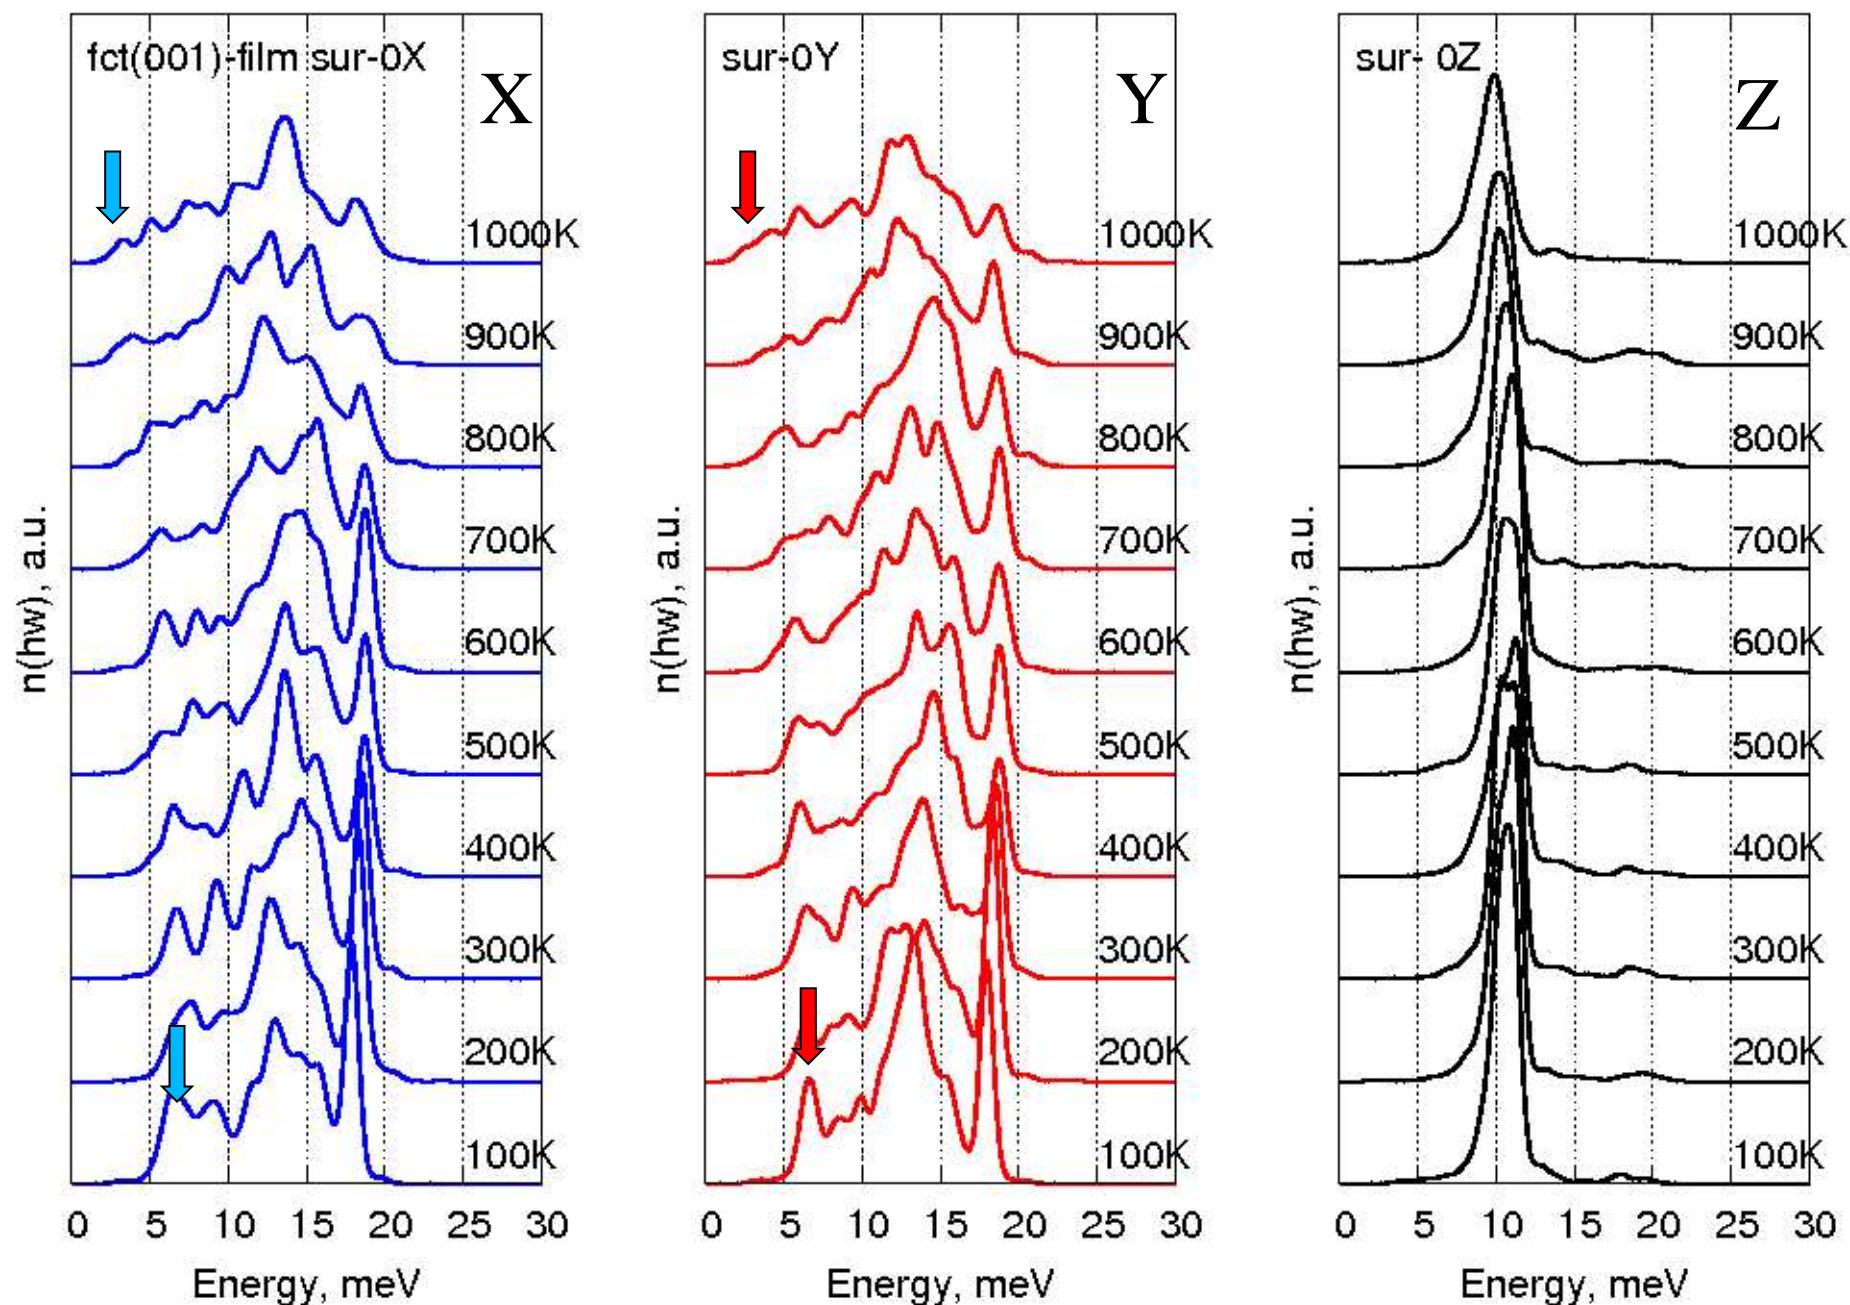 fct(001)-film sur-0X
X
1000K
900K
800K
700K
600K
500K
400K
300K
200K
100K
n(hw), a.u.
0 5 10 15 20 25 30
Energy, meV
sur-0Y
Y
1000K
900K
800K
700K
600K
500K
400K
300K
200K
100K
n(hw), a.u.
0 5 10 15 20 25 30
Energy, meV
sur- 0Z
Z
1000K
900K
800K
700K
600K
500K
400K
300K
200K
100K
n(hw), a.u.
0 5 10 15 20 25 30
Energy, meV